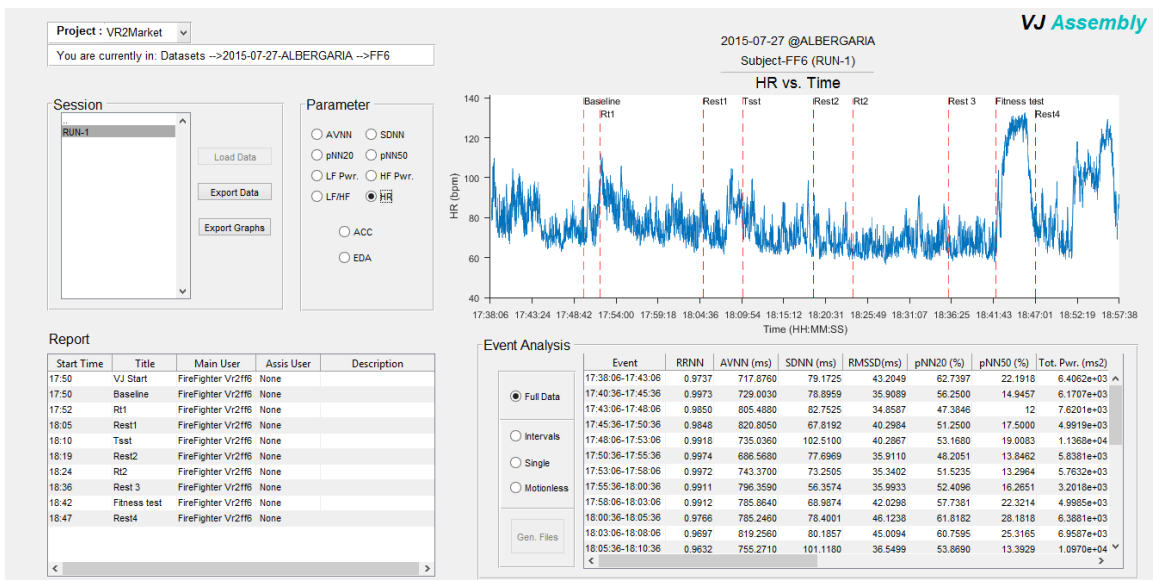 Project : VR2Market
You are currently in: Datasets -->2015-07-27-ALBERGARIA -->FF6
VJ Assembly
2015-07-27 @ALBERGARIA
Subject-FF6 (RUN-1)
Session
..
RUN-1
Load Data
Export Data
Export Graphs
Parameter
AVNN SDNN
pNN20 pNN50
LF Pwr. HF Pwr.
LF/HF HR
ACC
EDA
HR vs. Time
Baseline Rest1 Tsst Rest2 Rt2 Rest 3 Fitness test
Rt1 Rest4
140
120
100
80
60
40
HR (bpm)
17:38:06 17:43:24 17:48:42 17:54:00 17:59:18 18:04:36 18:09:54 18:15:12 18:20:31 18:25:49 18:31:07 18:36:25 18:41:43 18:47:01 18:52:19 18:57:38
Time (HH:MM:SS)
Report
Start Time Title Main User Assis User Description
17:50 VJ Start FireFighter Vr2ff6 None
17:50 Baseline FireFighter Vr2ff6 None
17:52 Rt1 FireFighter Vr2ff6 None
18:05 Rest1 FireFighter Vr2ff6 None
18:10 Tsst FireFighter Vr2ff6 None
18:19 Rest2 FireFighter Vr2ff6 None
18:24 Rt2 FireFighter Vr2ff6 None
18:36 Rest 3 FireFighter Vr2ff6 None
18:42 Fitness test FireFighter Vr2ff6 None
18:47 Rest4 FireFighter Vr2ff6 None
Event Analysis
Full Data
Intervals
Single
Motionless
Gen. Files
Event RRNN AVNN (ms) SDNN (ms) RMSSD(ms) pNN20 (%) pNN50 (%) Tot. Pwr. (ms2)
17:38:06-17:43:06 0.9737 717.8760 79.1725 43.2049 62.7397 22.1918 6.4062e+03
17:40:36-17:45:36 0.9973 729.0030 78.8959 35.9089 56.2500 14.9457 6.1707e+03
17:43:06-17:48:06 0.9850 805.4880 82.7525 34.8587 47.3846 12 7.6201e+03
17:45:36-17:50:36 0.9848 820.8050 67.8192 40.2984 51.2500 17.5000 4.9919e+03
17:48:06-17:53:06 0.9918 735.0360 102.5100 40.2867 53.1680 19.0083 1.1368e+04
17:50:36-17:55:36 0.9974 686.5680 77.6969 35.9110 48.2051 13.8462 5.8381e+03
17:53:06-17:58:06 0.9972 743.3700 73.2505 35.3402 51.5235 13.2964 5.7632e+03
17:55:36-18:00:36 0.9911 796.3590 56.3574 35.9933 52.4096 16.2651 3.2018e+03
17:58:06-18:03:06 0.9912 785.8640 68.9874 42.0298 57.7381 22.3214 4.9985e+03
18:00:36-18:05:36 0.9766 785.2460 78.4001 46.1238 61.8182 28.1818 6.3881e+03
18:03:06-18:08:06 0.9697 819.2560 80.1857 45.0099 60.7595 25.3165 6.9587e+03
18:05:36-18:10:36 0.9632 755.2710 101.1180 36.5499 53.8690 13.3929 1.0970e+04